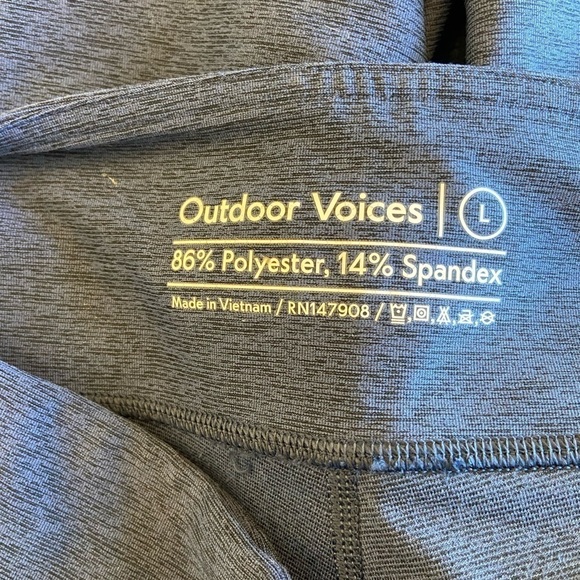 Outdoor Voices | L
86% Polyester, 14% Spandex
Made in Vietnam / RN147908 /